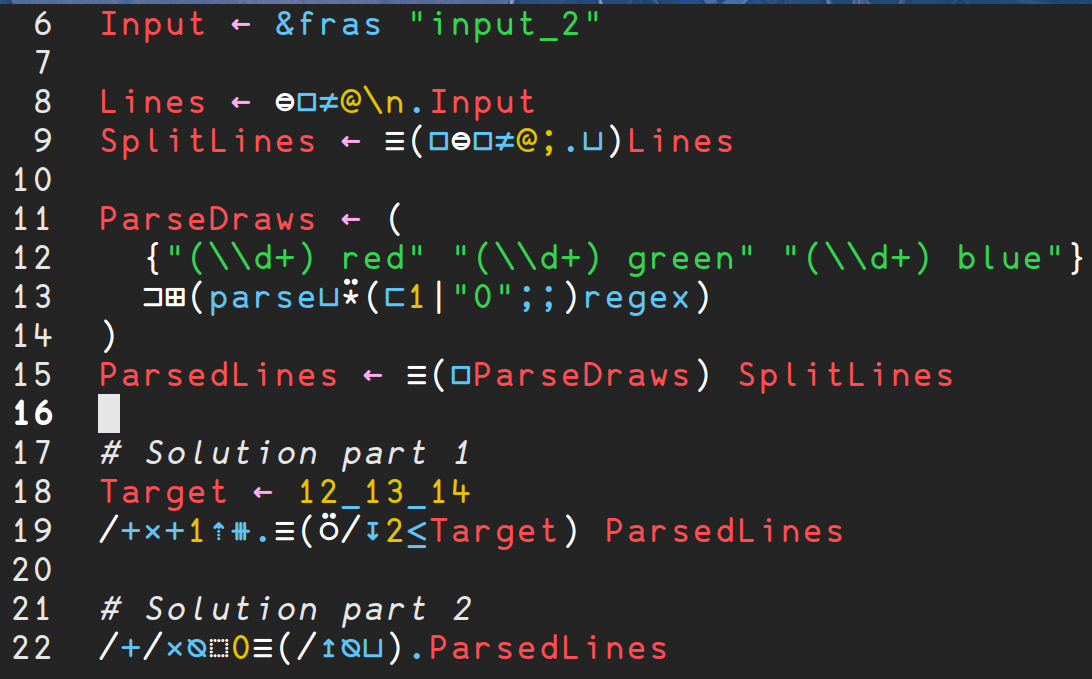 6 Input ← &fras "input_2"
7
8 Lines ← ⊜□≠@\n.Input
9 SplitLines ← ≡(□⊜□≠@;.⊔)Lines
10
11 ParseDraws ← (
12 {"(\\d+) red" "(\\d+) green" "(\\d+) blue"}
13 ⊐⊞(parse⊔⍣(⊏1|"0";;)regex)
14 )
15 ParsedLines ← ≡(□ParseDraws) SplitLines
16
17 # Solution part 1
18 Target ← 12_13_14
19 /+×+1⇡⧻.≡(⍥/↧2≤Target) ParsedLines
20
21 # Solution part 2
22 /+/×⍉⬚0≡(/↥⍉⊔).ParsedLines